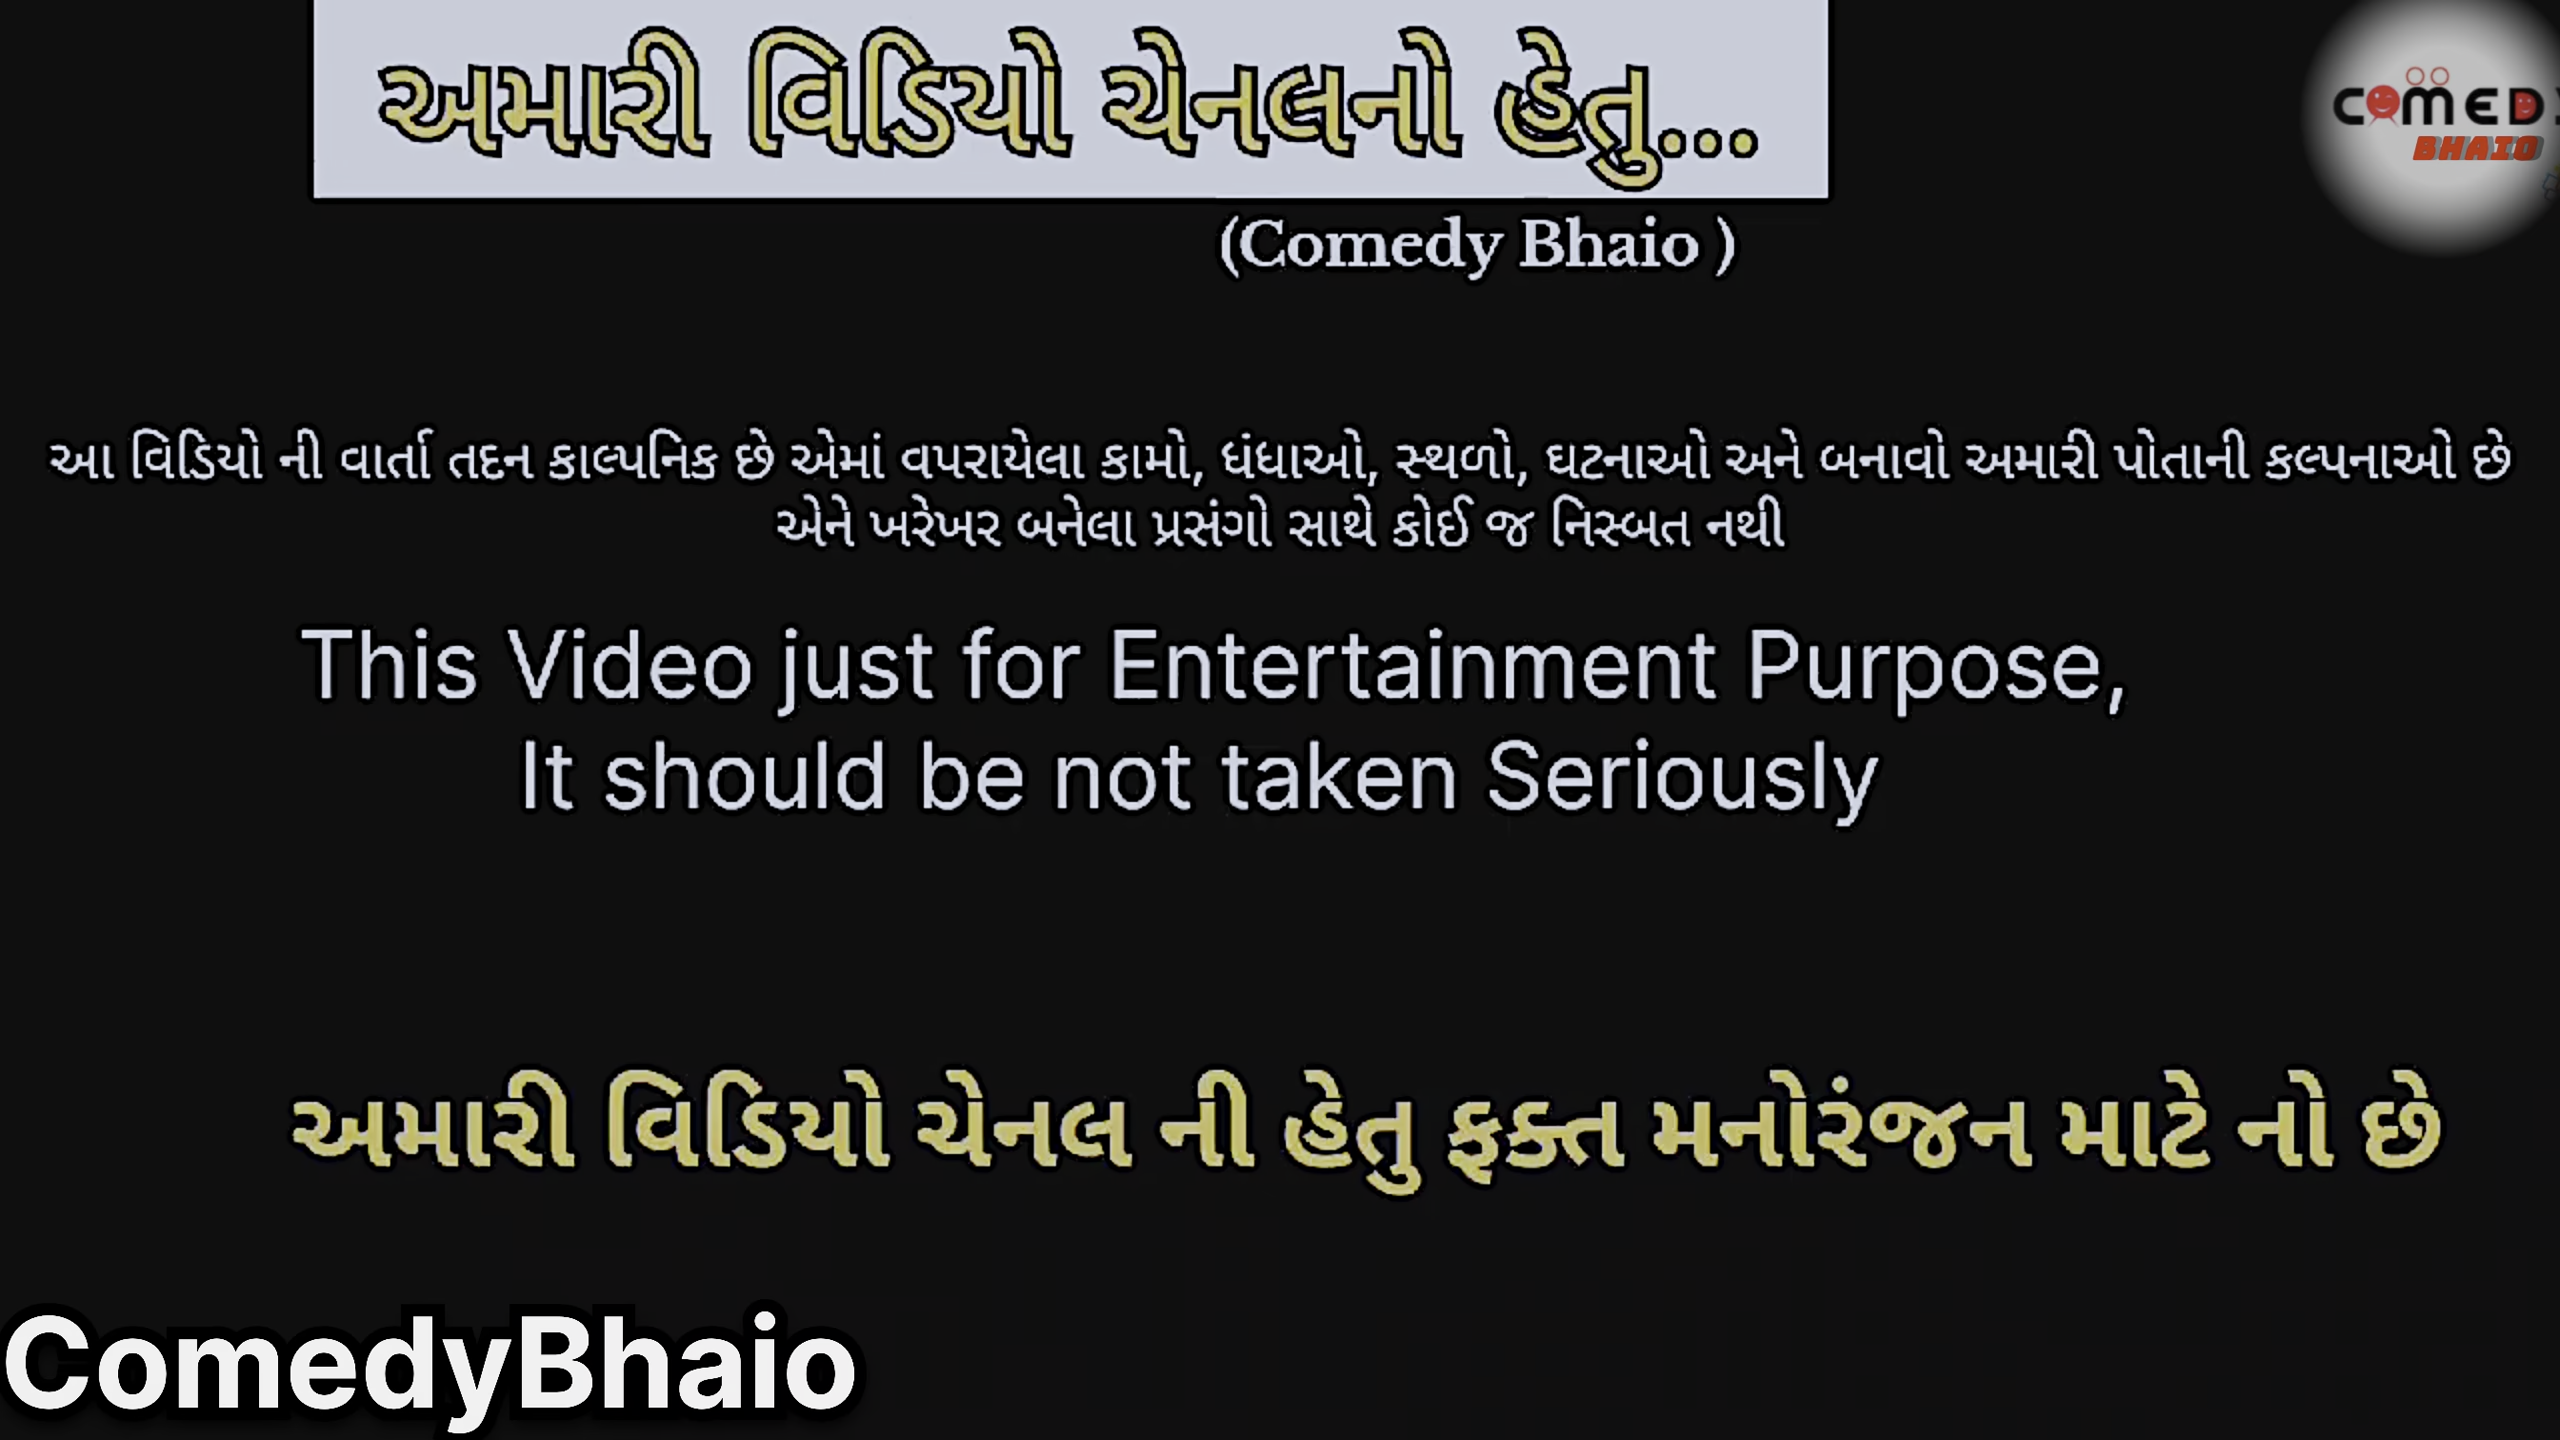 અમારી વિડિયો ચેનલનો હેતુ...
COMEDY
BHAIO
(Comedy Bhaio )
આ વિડિયો ની વાર્તા તદન કાલ્પનિક છે એમાં વપરાયેલા કામો, ધંધાઓ, સ્થળો, ઘટનાઓ અને બનાવો અમારી પોતાની કલ્પનાઓ છે
એને ખરેખર બનેલા પ્રસંગો સાથે કોઈ જ નિસ્બત નથી
This Video just for Entertainment Purpose,
It should be not taken Seriously
અમારી વિડિયો ચેનલ ની હેતુ ફક્ત મનોરંજન માટે નો છે
ComedyBhaio